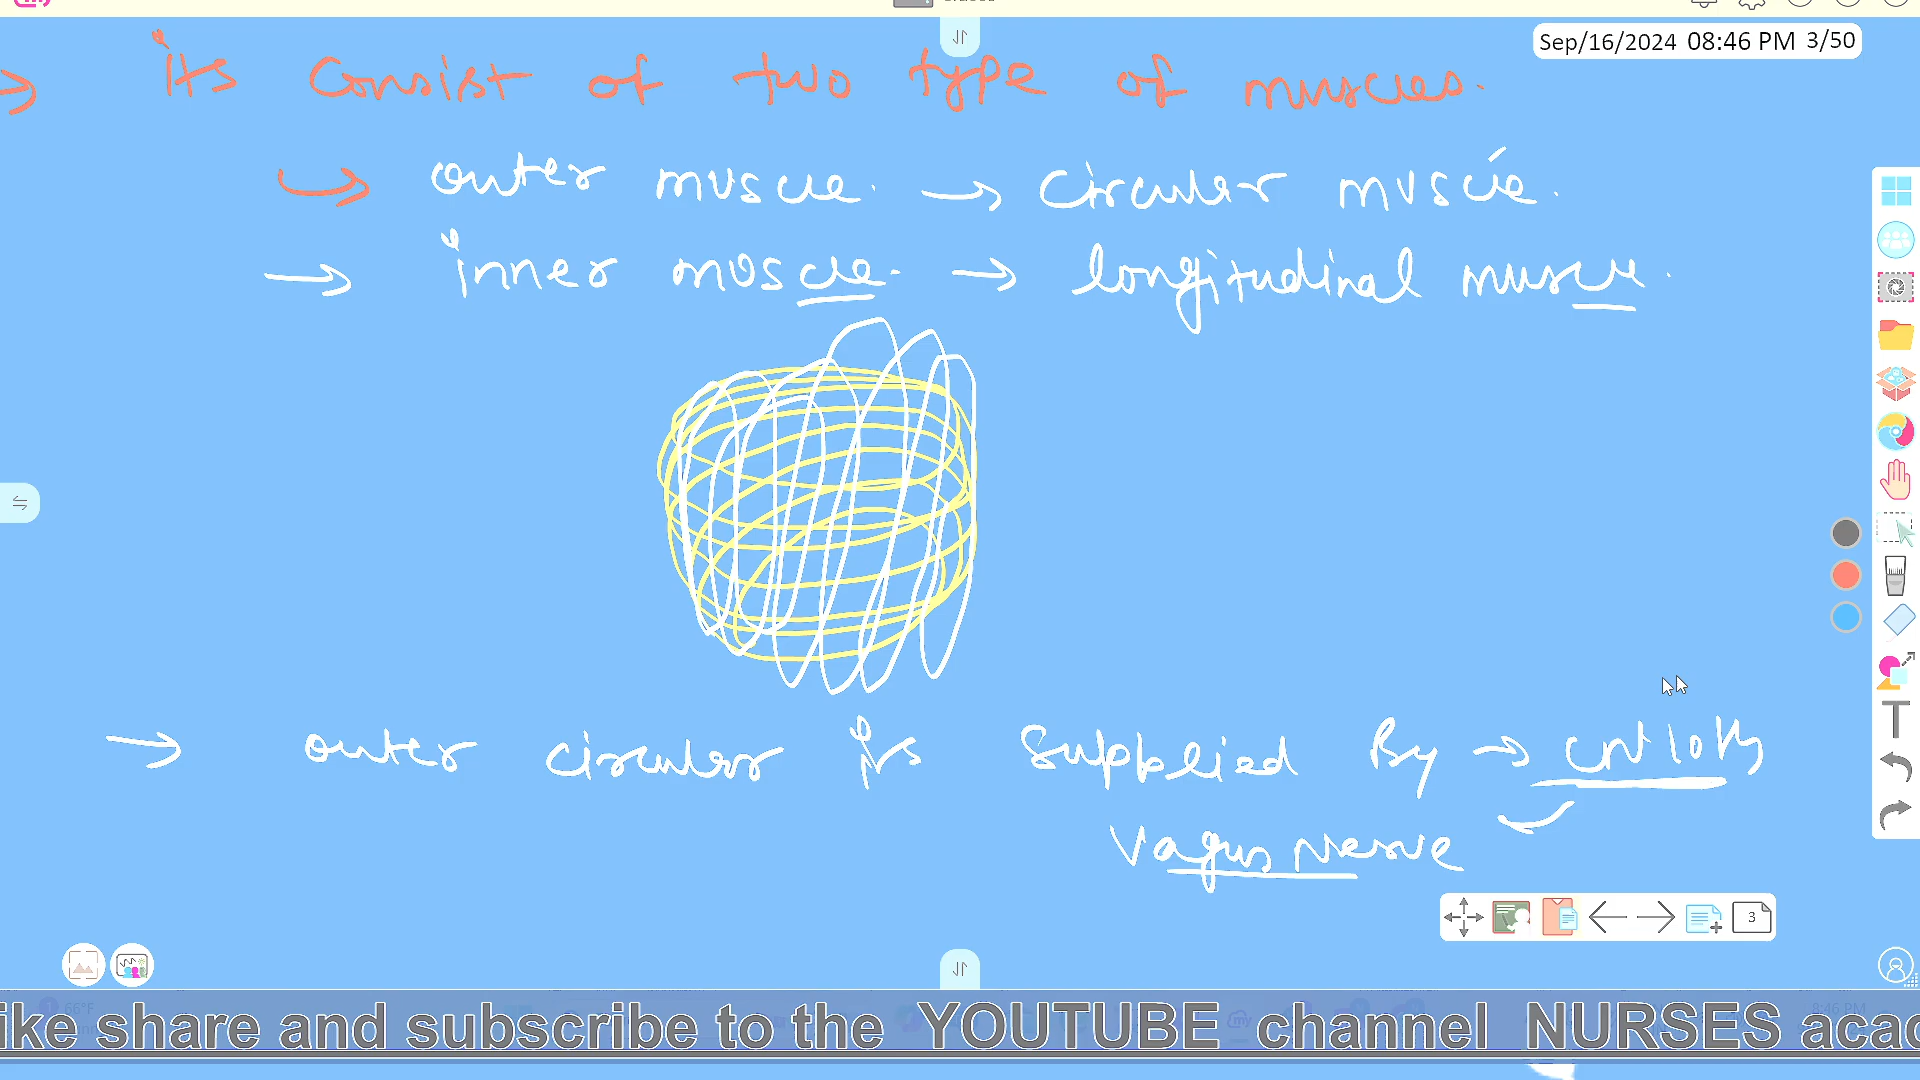 Sep/16/2024 08:46 PM 3/50
→ its consist of two type of muscles.
↳ outer muscle. → circular muscle.
→ inner muscle. → longitudinal muscle.
→ outer circular is supplied By → CN 10th
Vagus Nerve
3
ike share and subscribe to the YOUTUBE channel NURSES acad